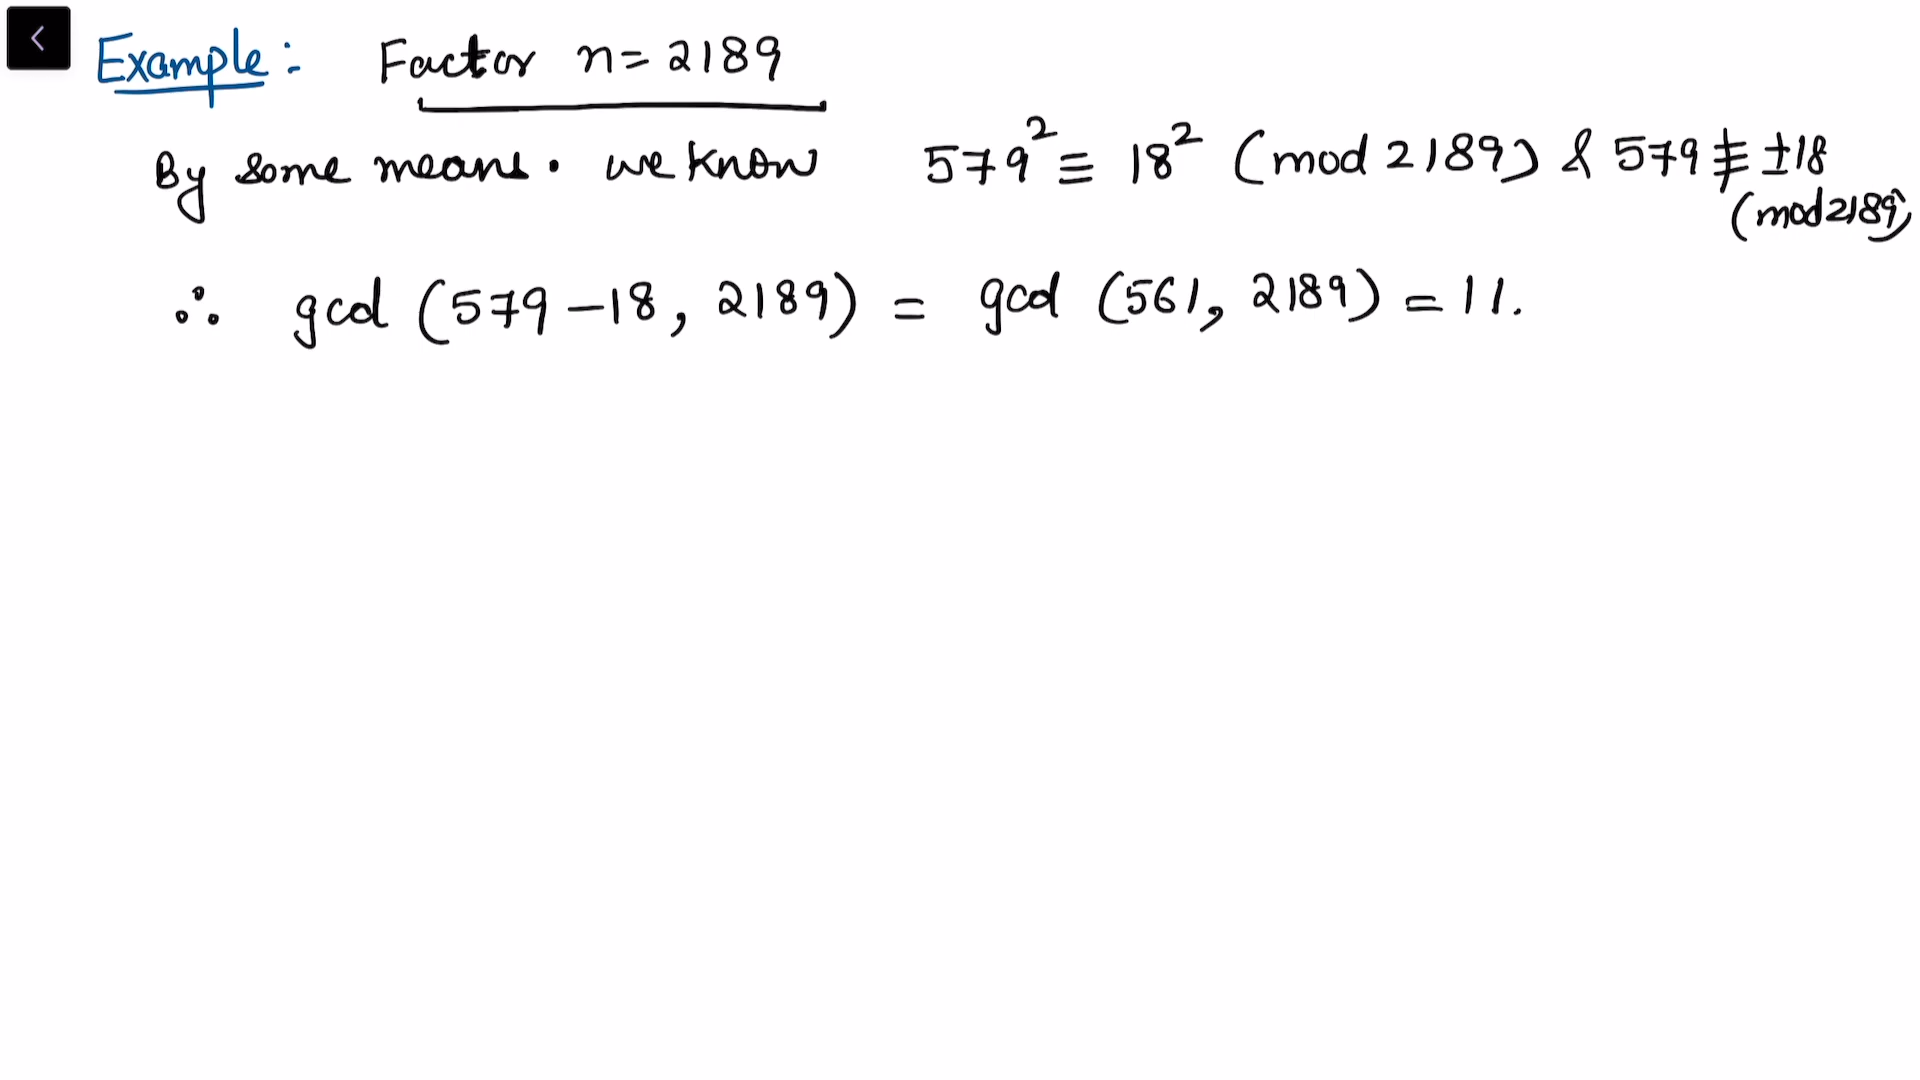 Example: Factor n= 2189
By some means. we know 579² ≡ 18² (mod 2189) & 579 ≢ ±18
(mod 2189)
∴ gcd (579 – 18, 2189) = gcd (561, 2189) = 11.